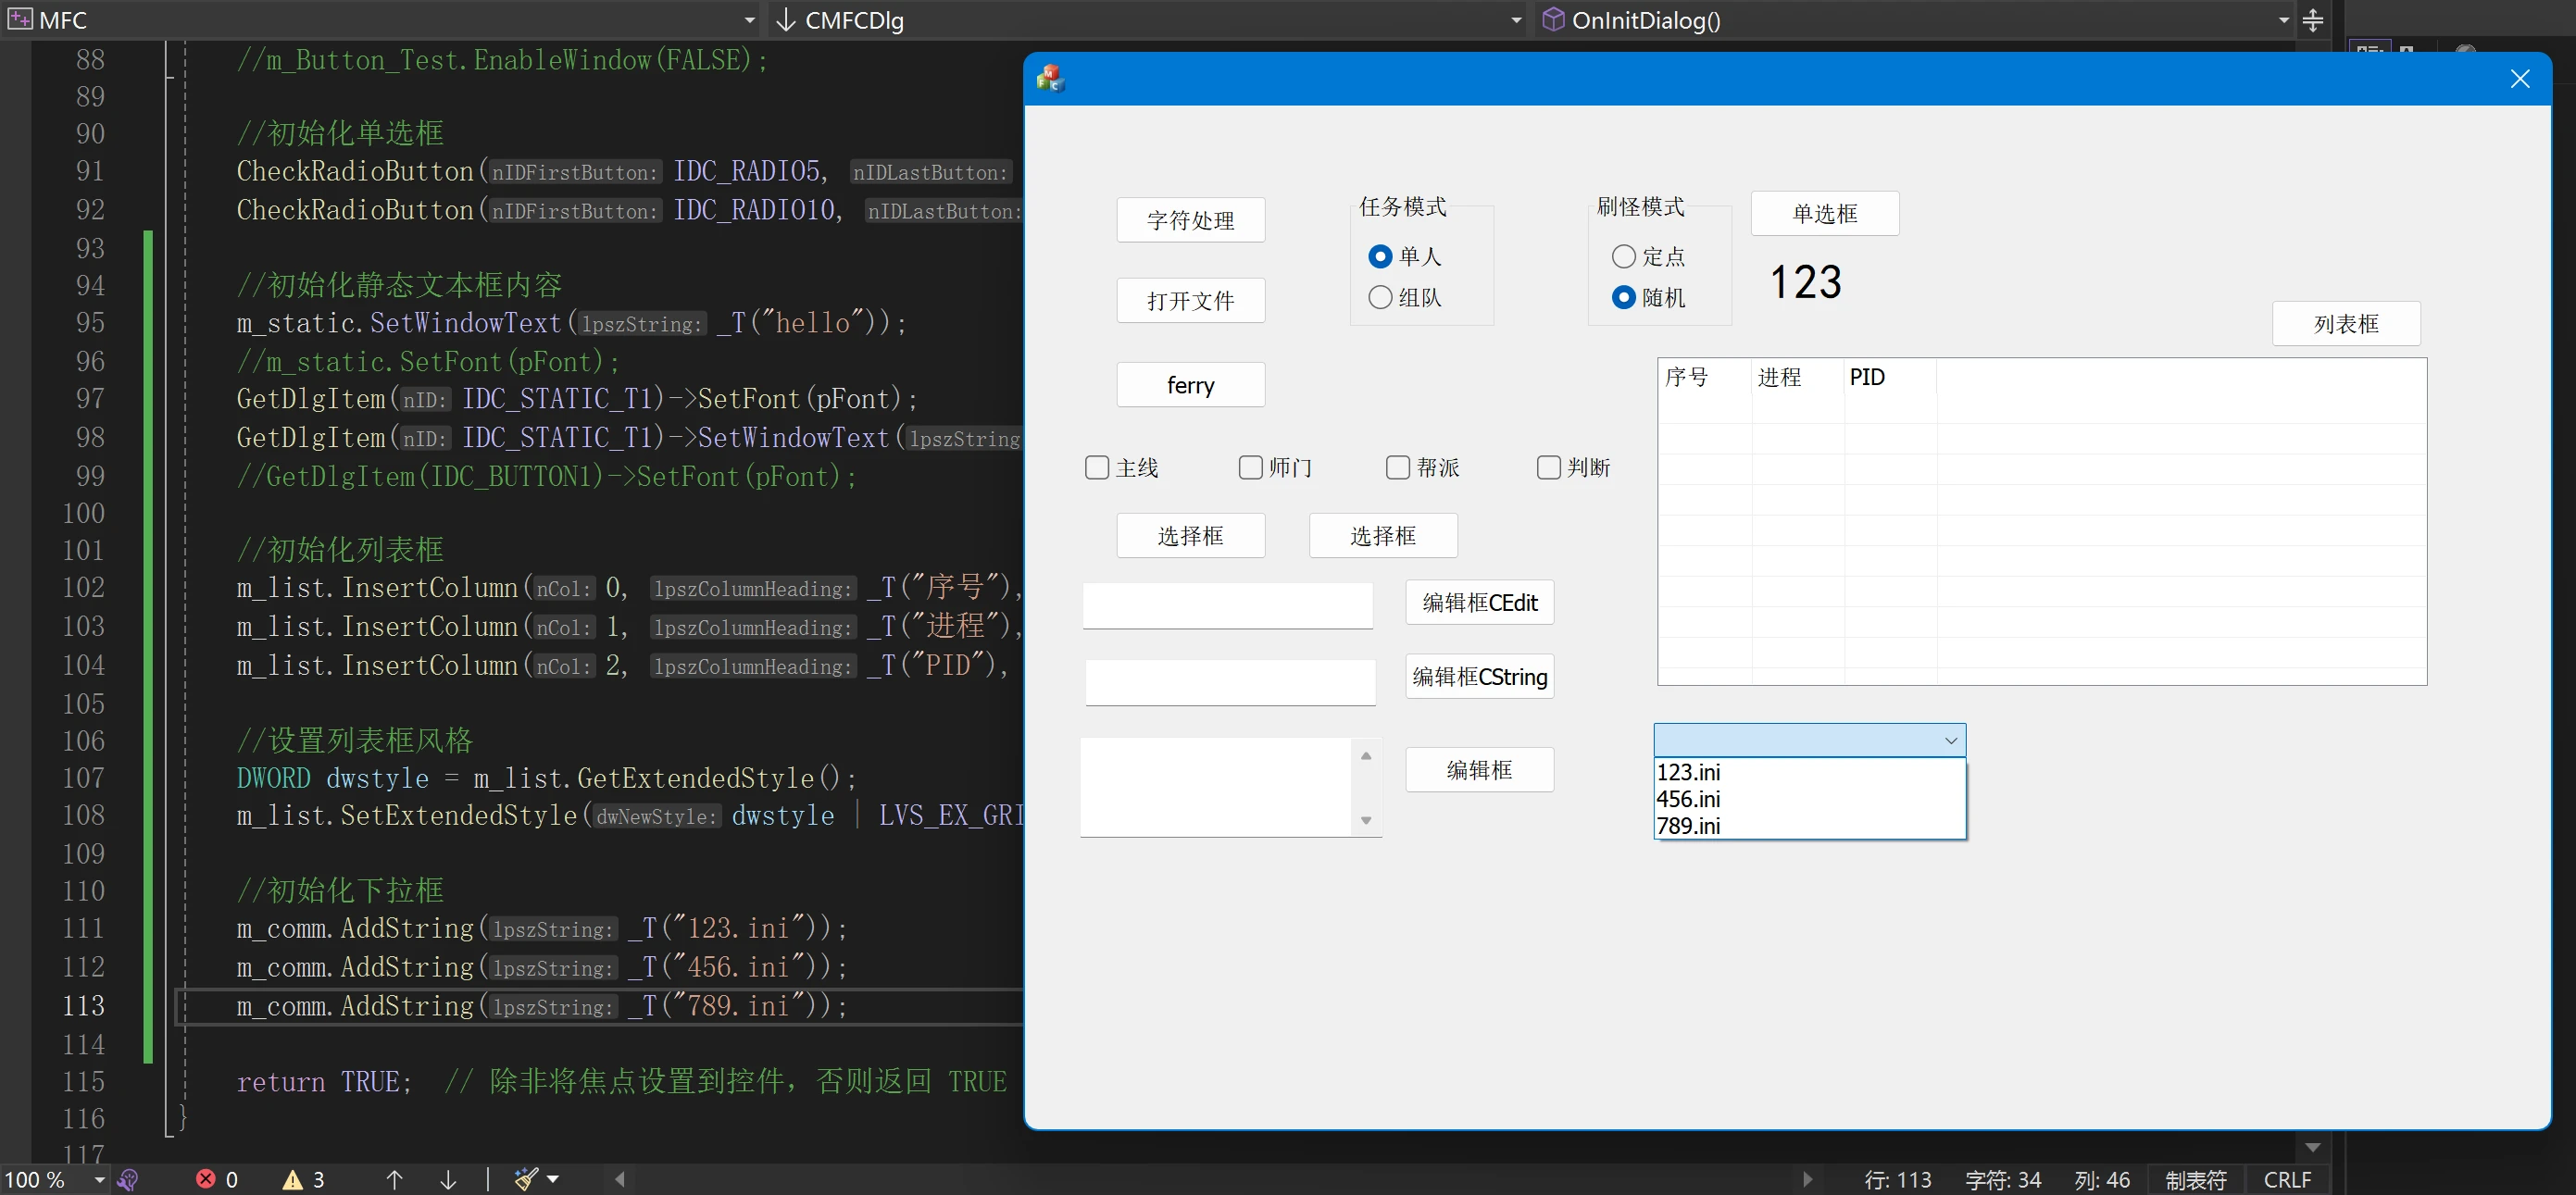 MFC
CMFCDlg
OnInitDialog()
88 //m_Button_Test.EnableWindow(FALSE);
89
90 //初始化单选框
91 CheckRadioButton(nIDFirstButton: IDC_RADIO5, nIDLastButton:
92 CheckRadioButton(nIDFirstButton: IDC_RADIO10, nIDLastButton:
93
94 //初始化静态文本框内容
95 m_static.SetWindowText(lpszString: _T("hello"));
96 //m_static.SetFont(pFont);
97 GetDlgItem(nID: IDC_STATIC_T1)->SetFont(pFont);
98 GetDlgItem(nID: IDC_STATIC_T1)->SetWindowText(lpszString
99 //GetDlgItem(IDC_BUTTON1)->SetFont(pFont);
100
101 //初始化列表框
102 m_list.InsertColumn(nCol: 0, lpszColumnHeading: _T("序号"),
103 m_list.InsertColumn(nCol: 1, lpszColumnHeading: _T("进程"),
104 m_list.InsertColumn(nCol: 2, lpszColumnHeading: _T("PID"),
105
106 //设置列表框风格
107 DWORD dwstyle = m_list.GetExtendedStyle();
108 m_list.SetExtendedStyle(dwNewStyle: dwstyle | LVS_EX_GRI
109
110 //初始化下拉框
111 m_comm.AddString(lpszString: _T("123.ini"));
112 m_comm.AddString(lpszString: _T("456.ini"));
113 m_comm.AddString(lpszString: _T("789.ini"));
114
115 return TRUE; // 除非将焦点设置到控件，否则返回 TRUE
116 }
117
字符处理
打开文件
ferry
任务模式
单人
组队
刷怪模式
定点
随机
单选框
123
列表框
序号 进程 PID
主线 师门 帮派 判断
选择框 选择框
编辑框CEdit
编辑框CString
编辑框
123.ini
456.ini
789.ini
100 % 0 3 行: 113 字符: 34 列: 46 制表符 CRLF